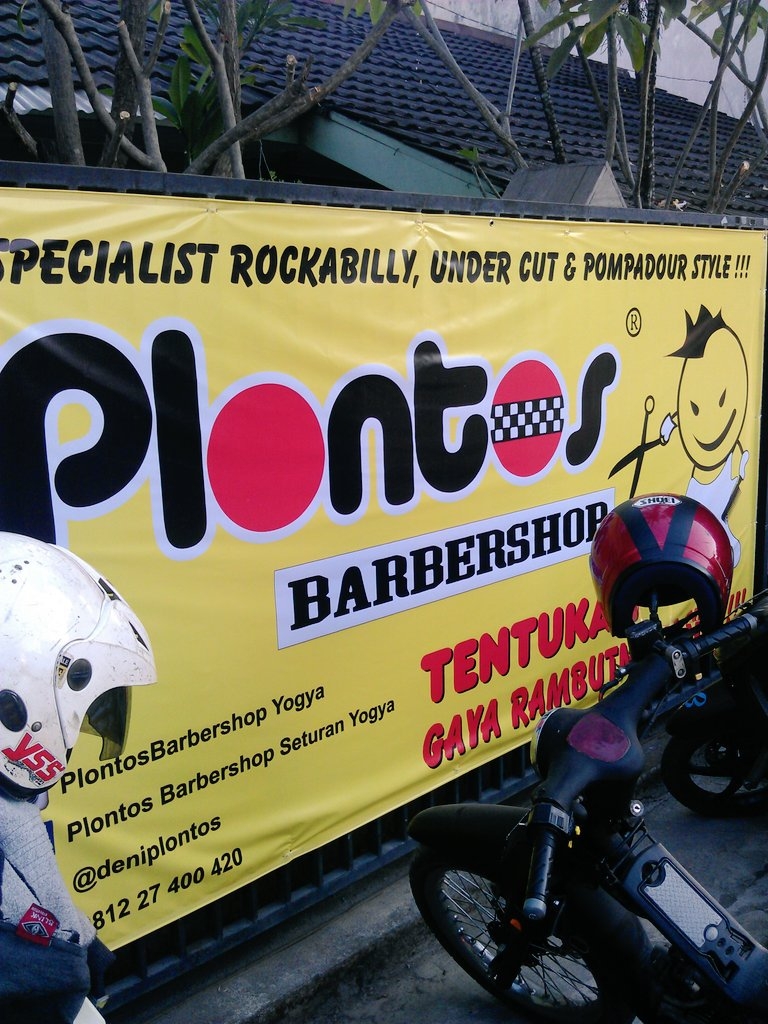 SPECIALIST ROCKABILLY, UNDER CUT & POMPADOUR STYLE !!!
Plontos
®
BARBERSHOP
TENTUKA
GAYA RAMBUTM !!!
PlontosBarbershop Yogya
Plontos Barbershop Seturan Yogya
@deniplontos
812 27 400 420
SHOEI
YSS